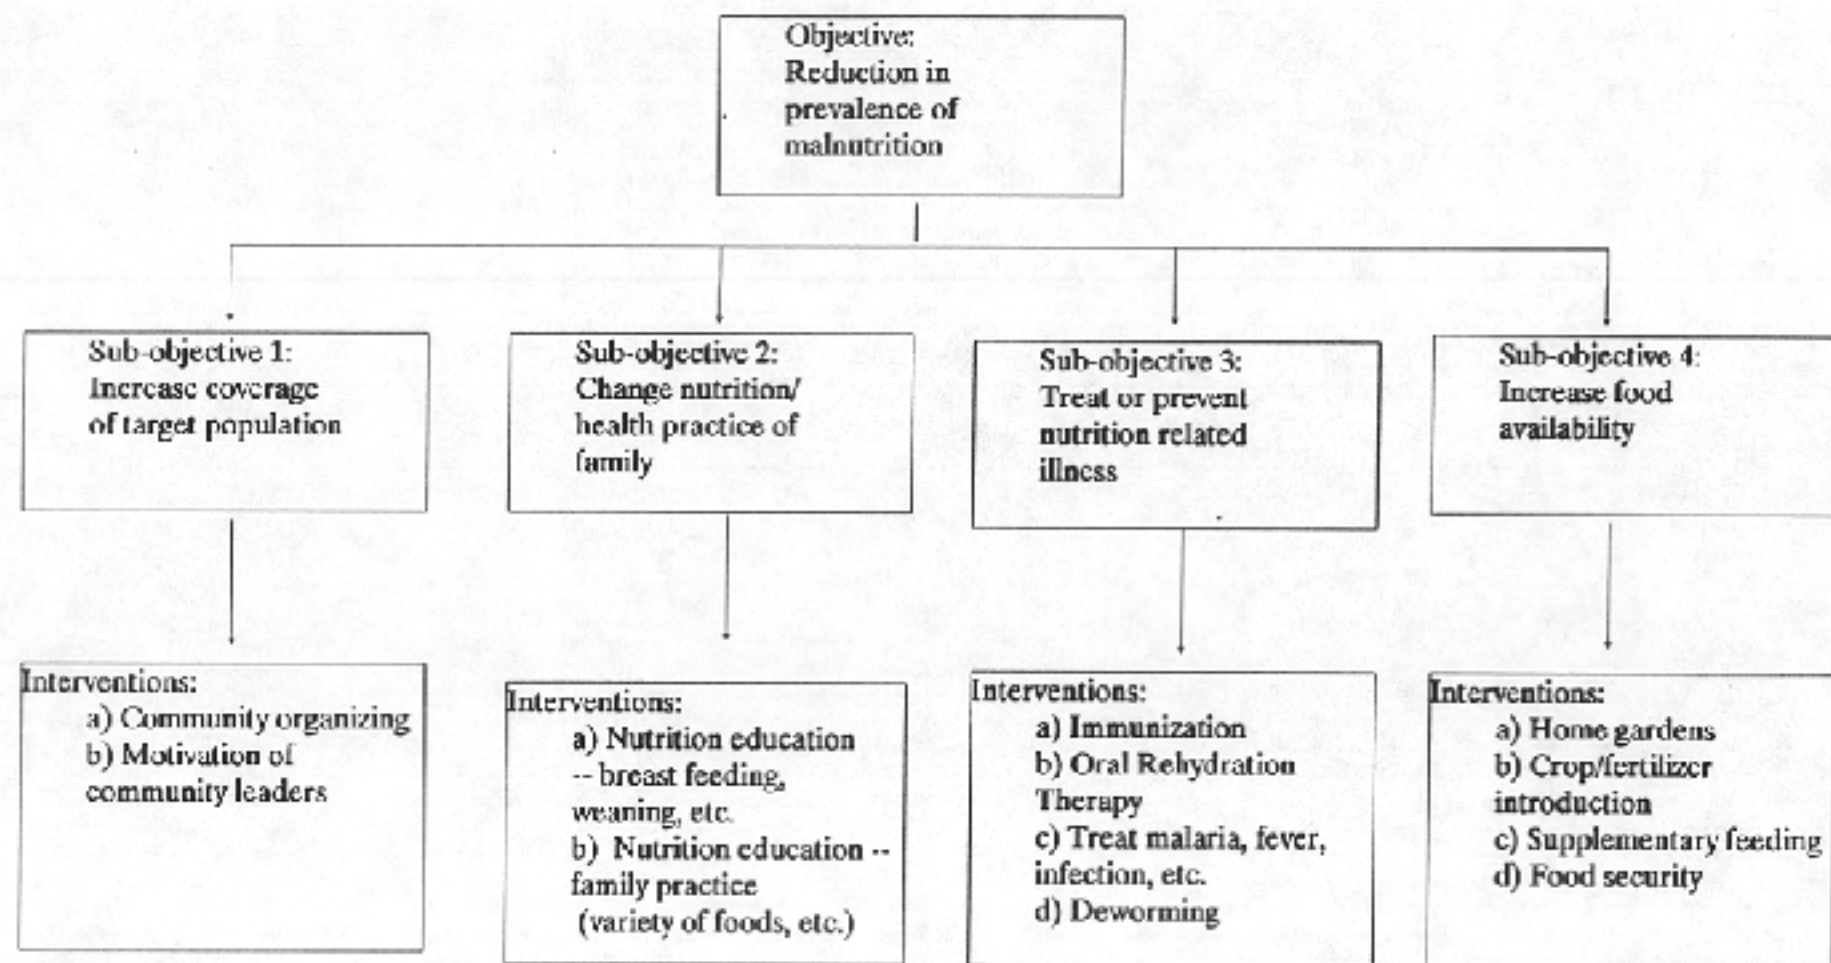 Objective:
Reduction in
prevalence of
malnutrition
Sub-objective 1:
Increase coverage
of target population
Sub-objective 2:
Change nutrition/
health practice of
family
Sub-objective 3:
Treat or prevent
nutrition related
illness
Sub-objective 4:
Increase food
availability
Interventions:
a) Community organizing
b) Motivation of
community leaders
Interventions:
a) Nutrition education
-- breast feeding,
weaning, etc.
b) Nutrition education --
family practice
(variety of foods, etc.)
Interventions:
a) Immunization
b) Oral Rehydration
Therapy
c) Treat malaria, fever,
infection, etc.
d) Deworming
Interventions:
a) Home gardens
b) Crop/fertilizer
introduction
c) Supplementary feeding
d) Food security